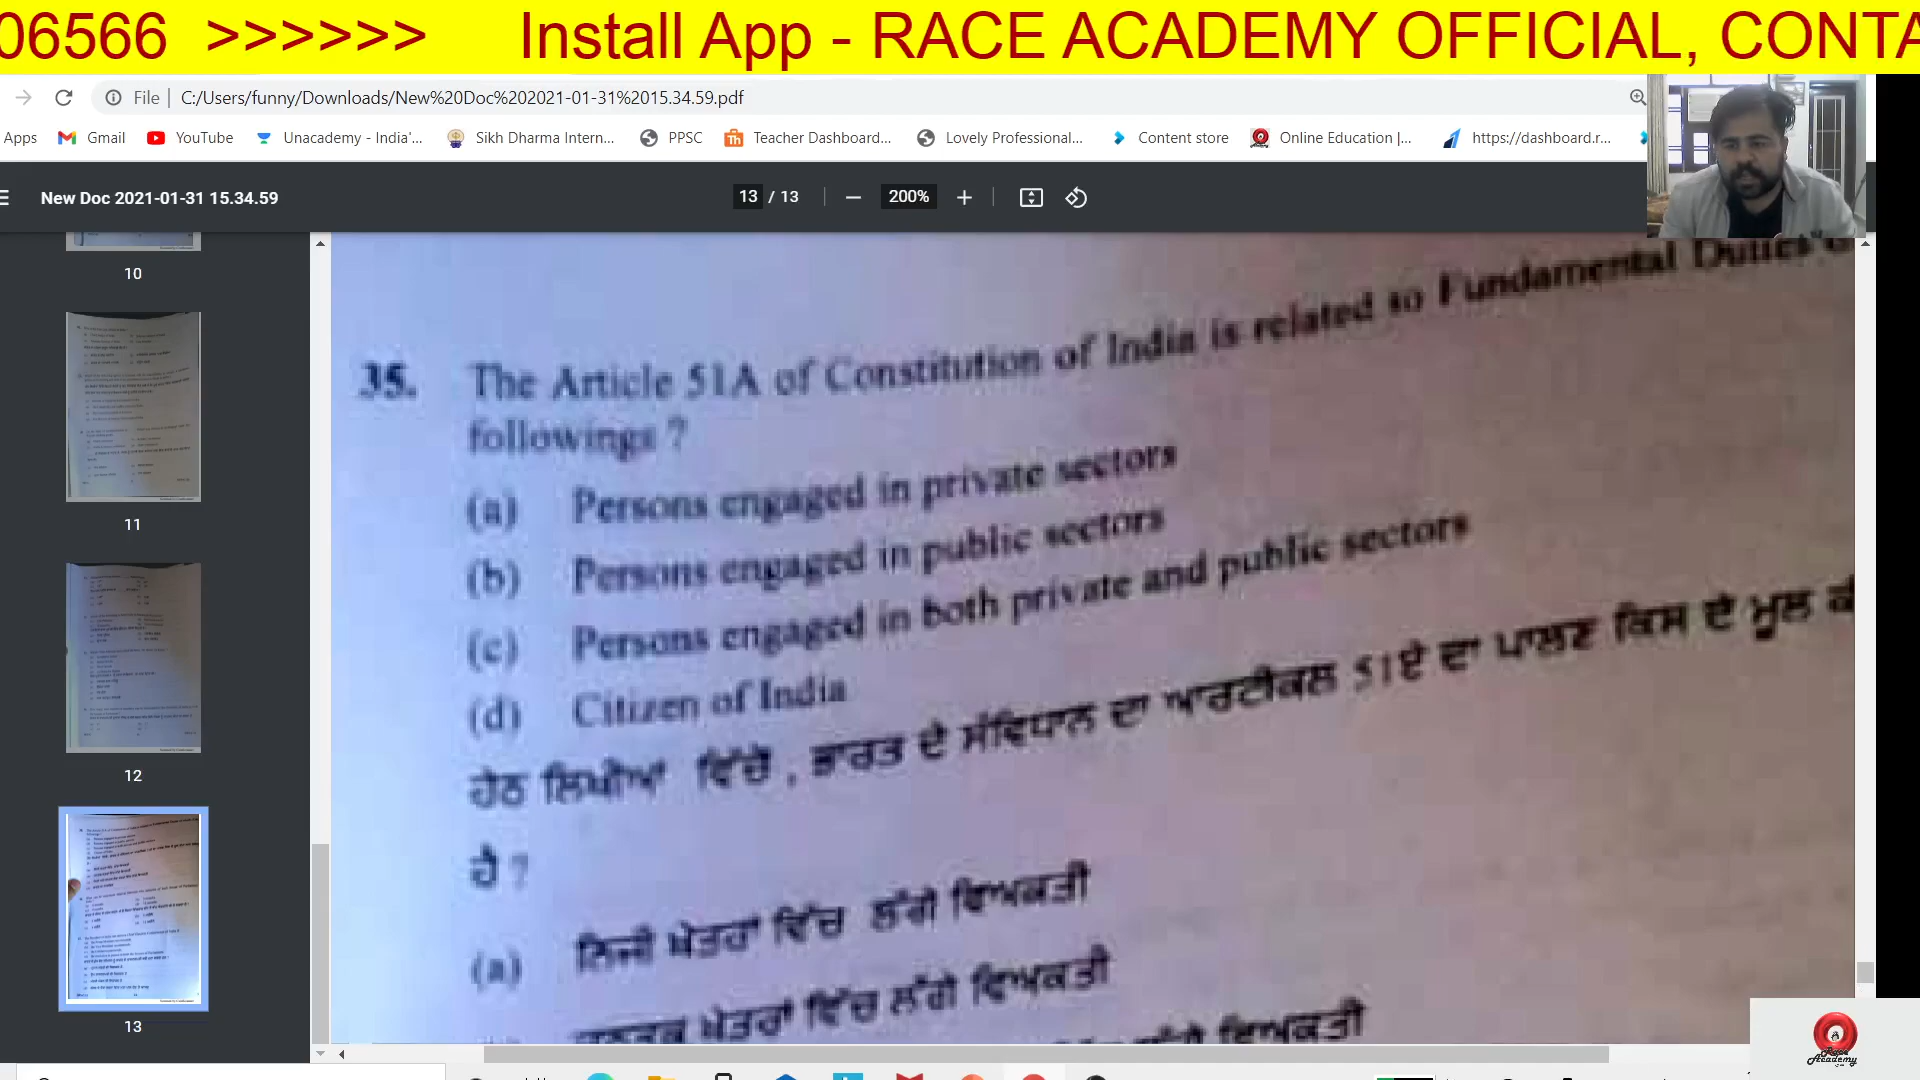 06566 >>>>>> Install App - RACE ACADEMY OFFICIAL, CONTA
File C:/Users/funny/Downloads/New%20Doc%202021-01-31%2015.34.59.pdf
Apps Gmail YouTube Unacademy - India'... Sikh Dharma Intern... PPSC Teacher Dashboard... Lovely Professional... Content store Online Education |... https://dashboard.r...
New Doc 2021-01-31 15.34.59 13 / 13 200%
10
11
12
13
35. The Article 51A of Constitution of India is related to Fundamental Duties
followings ?
(a) Persons engaged in private sectors
(b) Persons engaged in public sectors
(c) Persons engaged in both private and public sectors
(d) Citizen of India
ਹੇਠ ਲਿਖੀਆਂ ਵਿੱਚੋਂ , ਭਾਰਤ ਦੇ ਸੰਵਿਧਾਨ ਦਾ ਆਰਟੀਕਲ 51ਏ ਦਾ ਪਾਲਣ ਕਿਸ ਦੇ ਮੂਲ
ਹੈ ?
(a) ਨਿਜੀ ਖੇਤਰਾਂ ਵਿੱਚ ਲੱਗੇ ਵਿਅਕਤੀ
ਖੇਤਰਾਂ ਵਿੱਚ ਲੱਗੇ ਵਿਅਕਤੀ
ਵਿਅਕਤੀ
Race
Academy